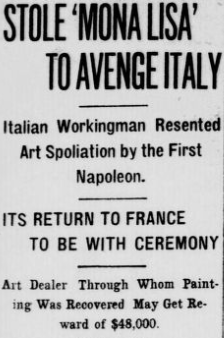 STOLE 'MONA LISA'
TO AVENGE ITALY
Italian Workingman Resented
Art Spoliation by the First
Napoleon.
ITS RETURN TO FRANCE
TO BE WITH CEREMONY
Art Dealer Through Whom Paint-
ing Was Recovered May Get Re-
ward of $48,000.